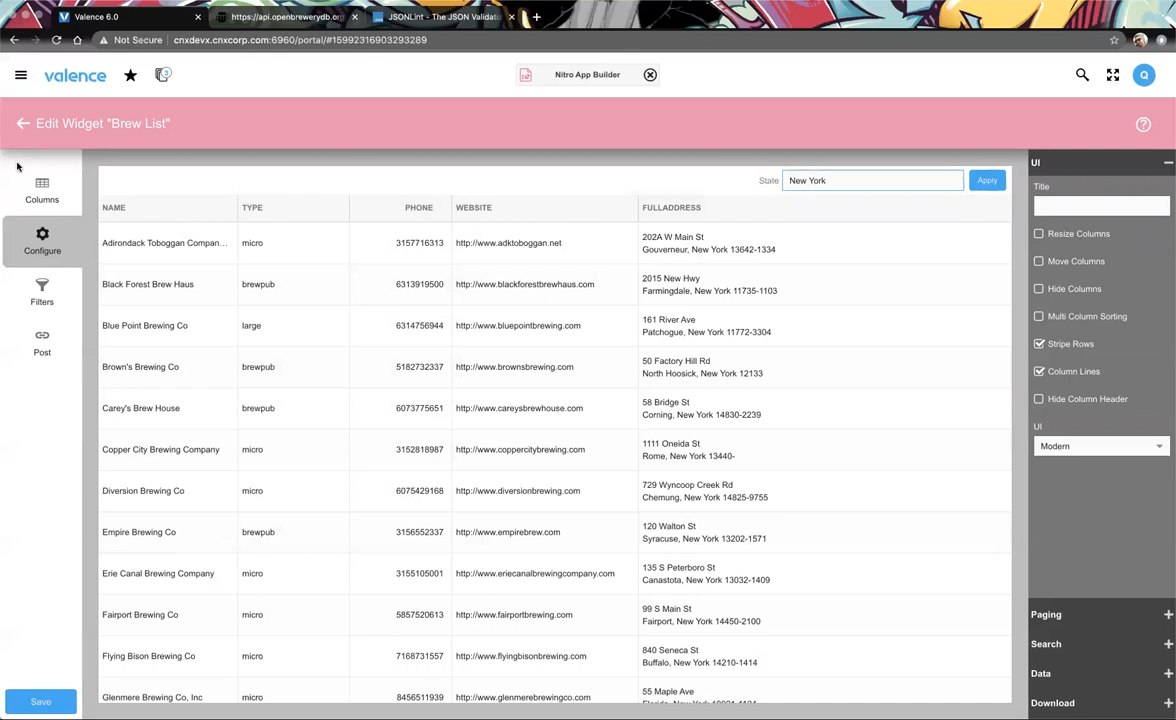 Valence 6.0
https://api.openbrewerydb.org
JSONLint - The JSON Validato
Not Secure
cnxdevx.cnxcorp.com:6960/portal/#15992316903293289
valence
3
Nitro App Builder
Q
Edit Widget "Brew List"
Columns
Configure
Filters
Post
Save
State
New York
Apply
NAME TYPE PHONE WEBSITE FULLADDRESS
Adirondack Toboggan Compan... micro 3157716313 http://www.adktoboggan.net 202A W Main St
Gouverneur, New York 13642-1334
Black Forest Brew Haus brewpub 6313919500 http://www.blackforestbrewhaus.com 2015 New Hwy
Farmingdale, New York 11735-1103
Blue Point Brewing Co large 6314756944 http://www.bluepointbrewing.com 161 River Ave
Patchogue, New York 11772-3304
Brown's Brewing Co brewpub 5182732337 http://www.brownsbrewing.com 50 Factory Hill Rd
North Hoosick, New York 12133
Carey's Brew House brewpub 6073775651 http://www.careysbrewhouse.com 58 Bridge St
Corning, New York 14830-2239
Copper City Brewing Company micro 3152818987 http://www.coppercitybrewing.com 1111 Oneida St
Rome, New York 13440-
Diversion Brewing Co micro 6075429168 http://www.diversionbrewing.com 729 Wyncoop Creek Rd
Chemung, New York 14825-9755
Empire Brewing Co brewpub 3156552337 http://www.empirebrew.com 120 Walton St
Syracuse, New York 13202-1571
Erie Canal Brewing Company micro 3155105001 http://www.eriecanalbrewingcompany.com 135 S Peterboro St
Canastota, New York 13032-1409
Fairport Brewing Co micro 5857520613 http://www.fairportbrewing.com 99 S Main St
Fairport, New York 14450-2100
Flying Bison Brewing Co micro 7168731557 http://www.flyingbisonbrewing.com 840 Seneca St
Buffalo, New York 14210-1414
Glenmere Brewing Co, Inc micro 8456511939 http://www.glenmerebrewingco.com 55 Maple Ave
UI
Title
Resize Columns
Move Columns
Hide Columns
Multi Column Sorting
Stripe Rows
Column Lines
Hide Column Header
UI
Modern
Paging
Search
Data
Download